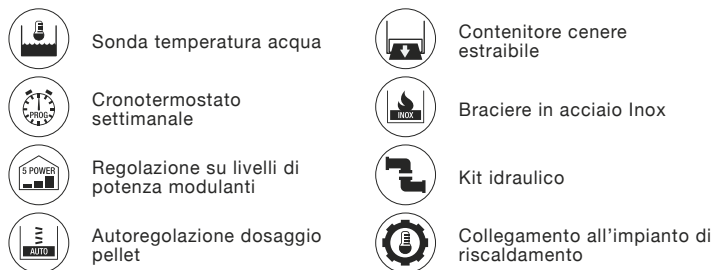 Sonda temperatura acqua
PROG.
Cronotermostato
settimanale
5 POWER
Regolazione su livelli di
potenza modulanti
AUTO
Autoregolazione dosaggio
pellet
Contenitore cenere
estraibile
INOX
Braciere in acciaio Inox
Kit idraulico
Collegamento all'impianto di
riscaldamento